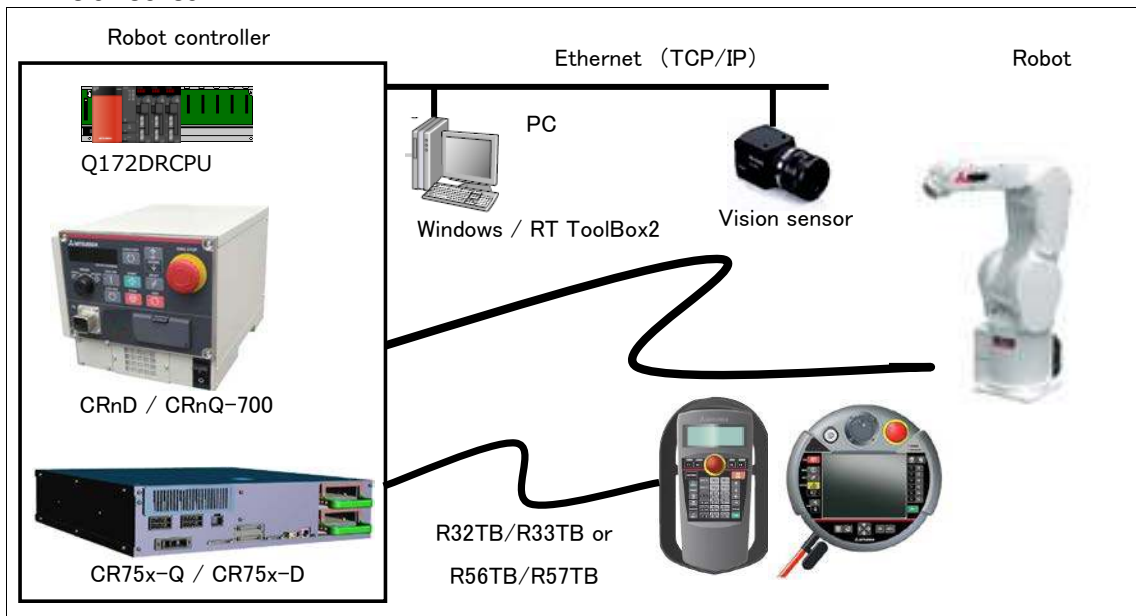 Robot controller
Ethernet （TCP/IP）
Robot
Q172DRCPU
PC
Windows / RT ToolBox2
Vision sensor
CRnD / CRnQ-700
R32TB/R33TB or
R56TB/R57TB
CR75x-Q / CR75x-D